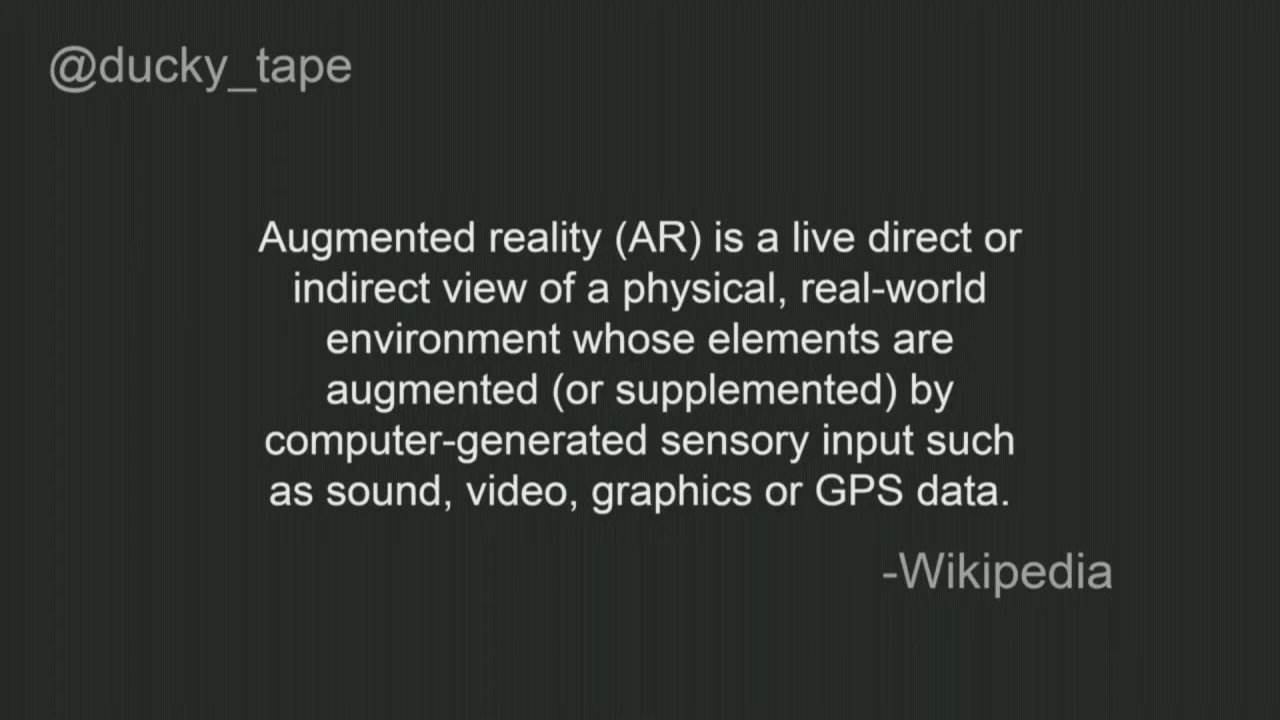 @ducky_tape
Augmented reality (AR) is a live direct or
indirect view of a physical, real-world
environment whose elements are
augmented (or supplemented) by
computer-generated sensory input such
as sound, video, graphics or GPS data.
-Wikipedia